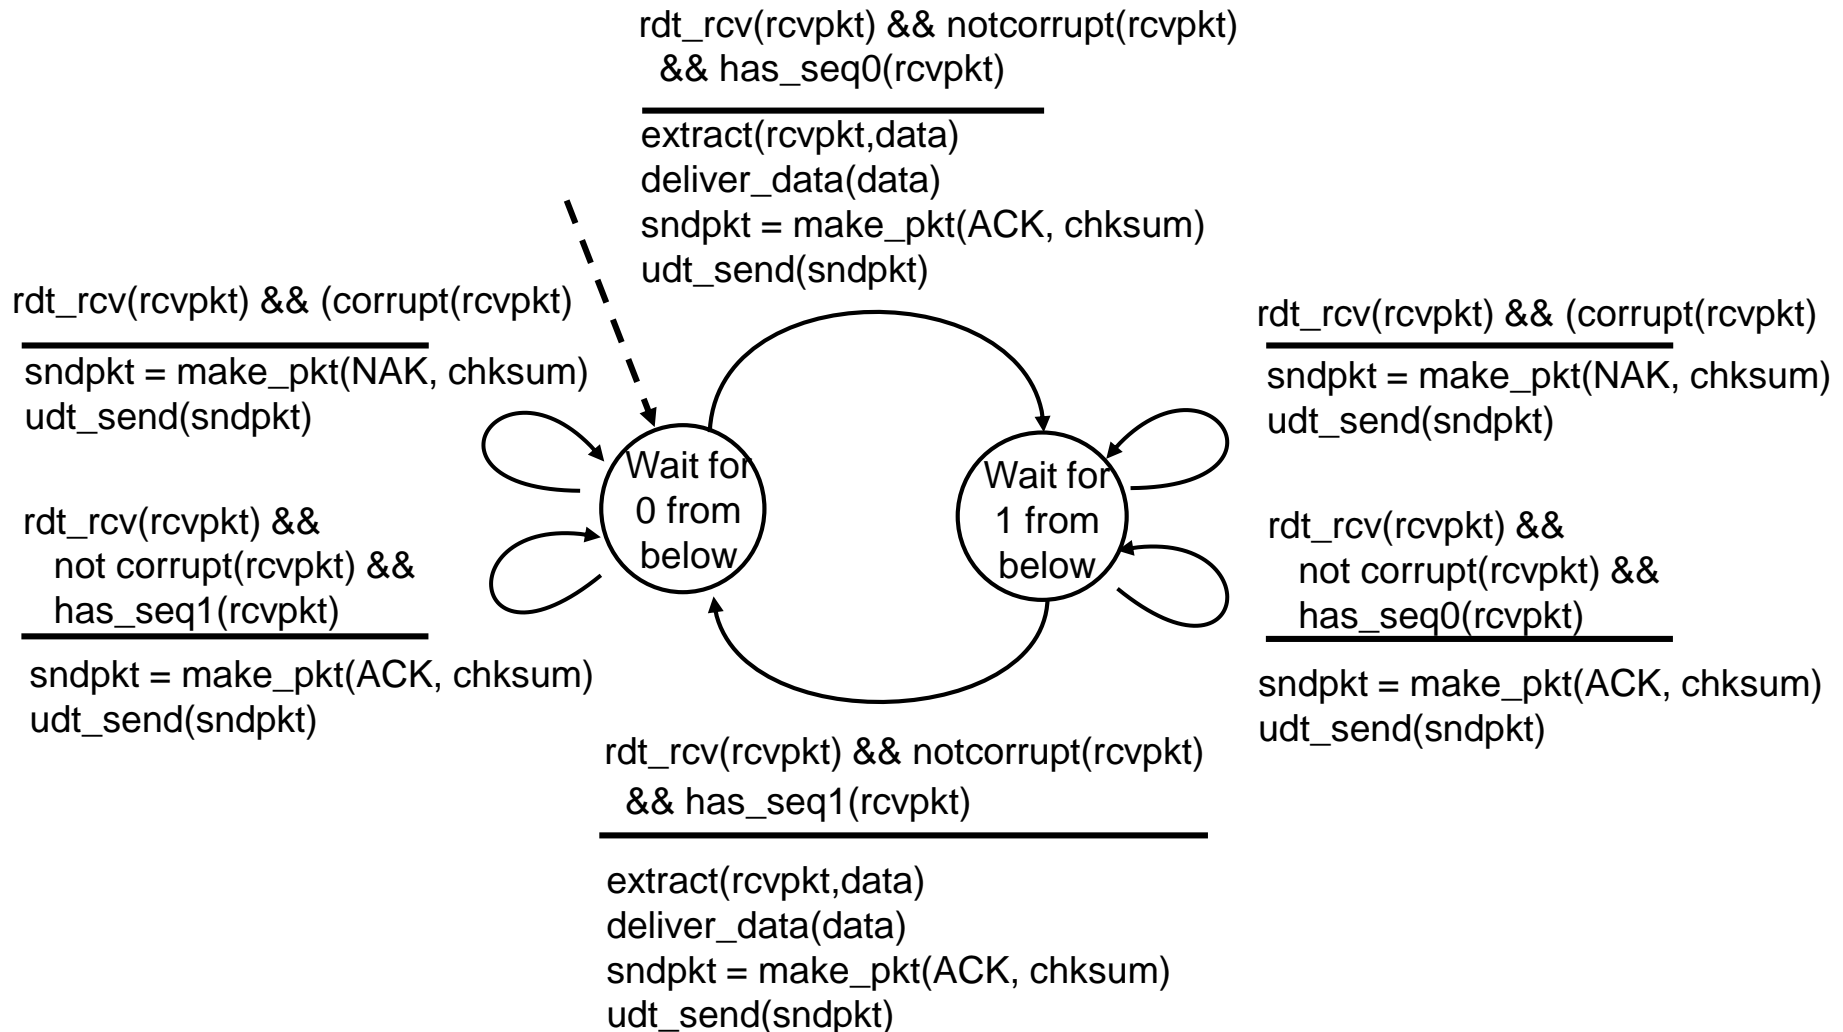 rdt_rcv(rcvpkt) && notcorrupt(rcvpkt)
&& has_seq0(rcvpkt)
extract(rcvpkt,data)
deliver_data(data)
sndpkt = make_pkt(ACK, chksum)
udt_send(sndpkt)
rdt_rcv(rcvpkt) && (corrupt(rcvpkt)
sndpkt = make_pkt(NAK, chksum)
udt_send(sndpkt)
rdt_rcv(rcvpkt) &&
not corrupt(rcvpkt) &&
has_seq1(rcvpkt)
sndpkt = make_pkt(ACK, chksum)
udt_send(sndpkt)
Wait for
0 from
below
Wait for
1 from
below
rdt_rcv(rcvpkt) && (corrupt(rcvpkt)
sndpkt = make_pkt(NAK, chksum)
udt_send(sndpkt)
rdt_rcv(rcvpkt) &&
not corrupt(rcvpkt) &&
has_seq0(rcvpkt)
sndpkt = make_pkt(ACK, chksum)
udt_send(sndpkt)
rdt_rcv(rcvpkt) && notcorrupt(rcvpkt)
&& has_seq1(rcvpkt)
extract(rcvpkt,data)
deliver_data(data)
sndpkt = make_pkt(ACK, chksum)
udt_send(sndpkt)